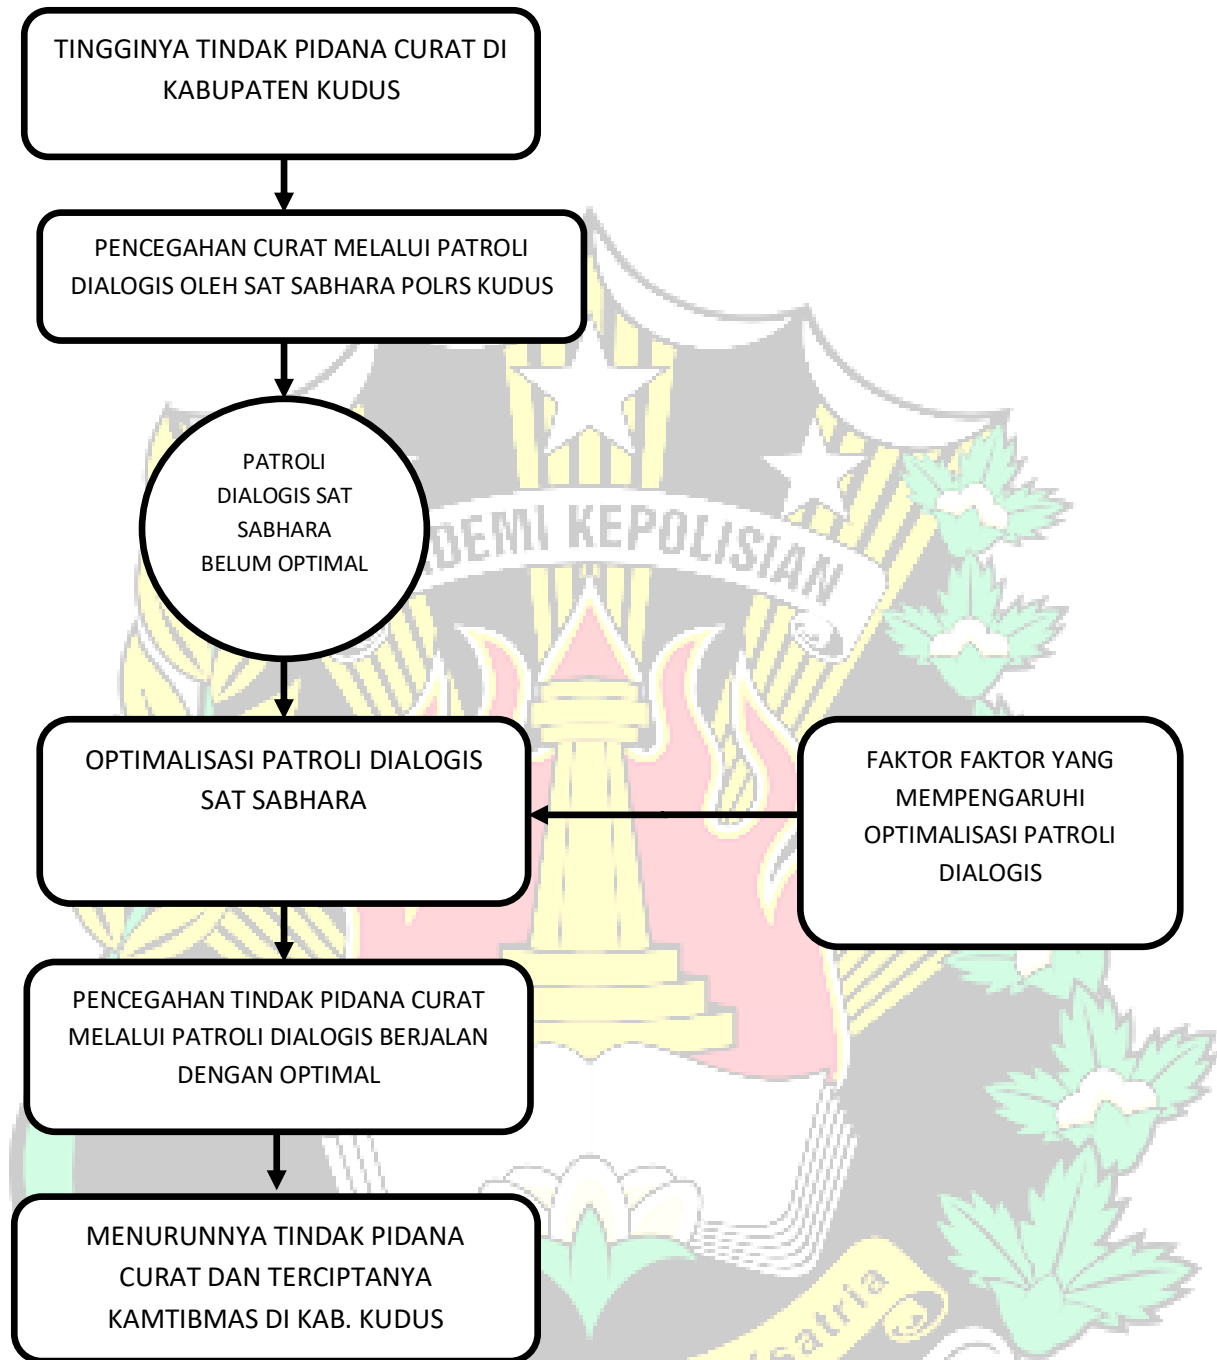 TINGGINYA TINDAK PIDANA CURAT DI
KABUPATEN KUDUS
PENCEGAHAN CURAT MELALUI PATROLI
DIALOGIS OLEH SAT SABHARA POLRS KUDUS
PATROLI
DIALOGIS SAT
SABHARA
BELUM OPTIMAL
DEMI KEPOLISIAN
OPTIMALISASI PATROLI DIALOGIS
SAT SABHARA
FAKTOR FAKTOR YANG
MEMPENGARUHI
OPTIMALISASI PATROLI
DIALOGIS
PENCEGAHAN TINDAK PIDANA CURAT
MELALUI PATROLI DIALOGIS BERJALAN
DENGAN OPTIMAL
MENURUNNYA TINDAK PIDANA
CURAT DAN TERCIPTANYA
KAMTIBMAS DI KAB. KUDUS
satria